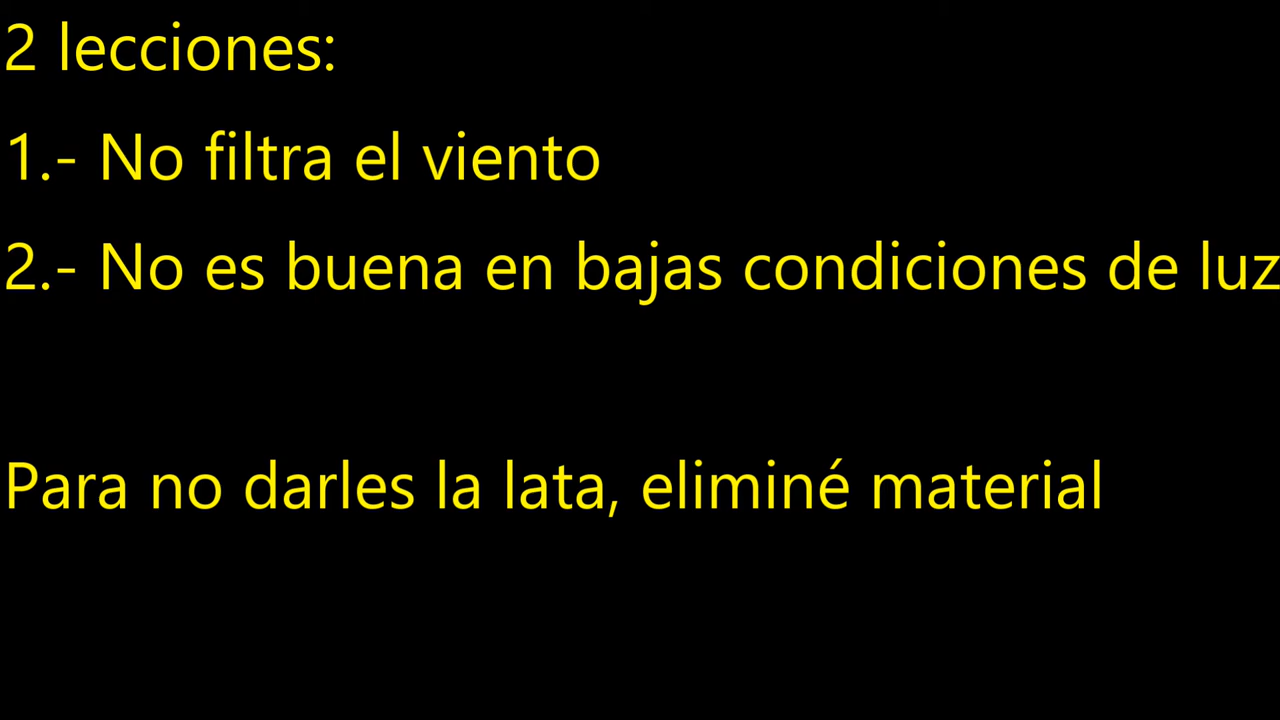 2 lecciones:
1.- No filtra el viento
2.- No es buena en bajas condiciones de luz
Para no darles la lata, eliminé material